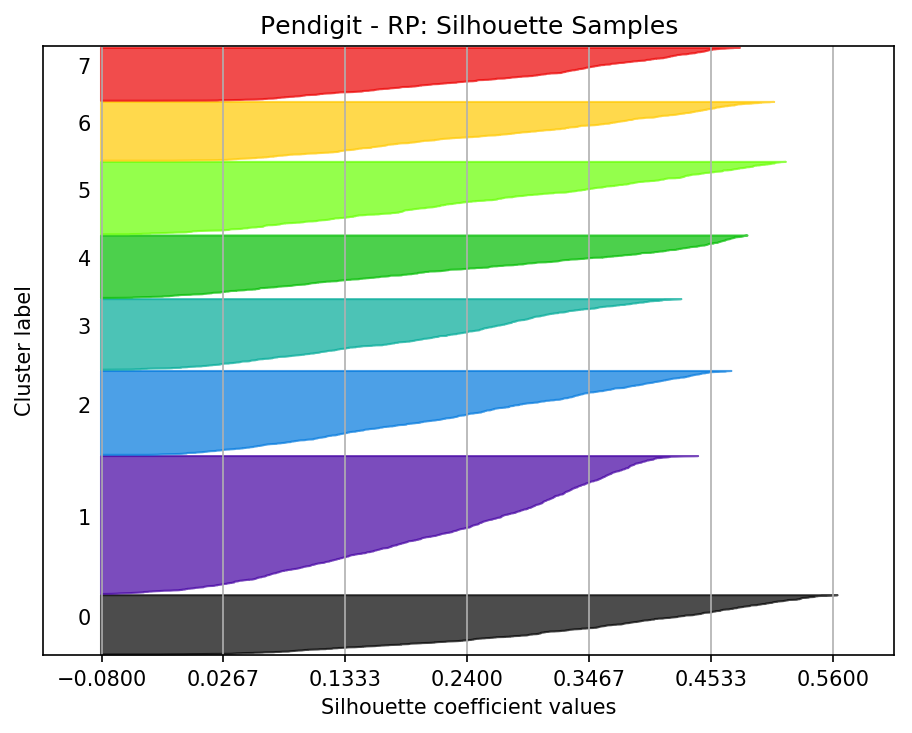 Pendigit - RP: Silhouette Samples
7
6
5
4
3
2
1
0
Cluster label
−0.0800 0.0267 0.1333 0.2400 0.3467 0.4533 0.5600
Silhouette coefficient values